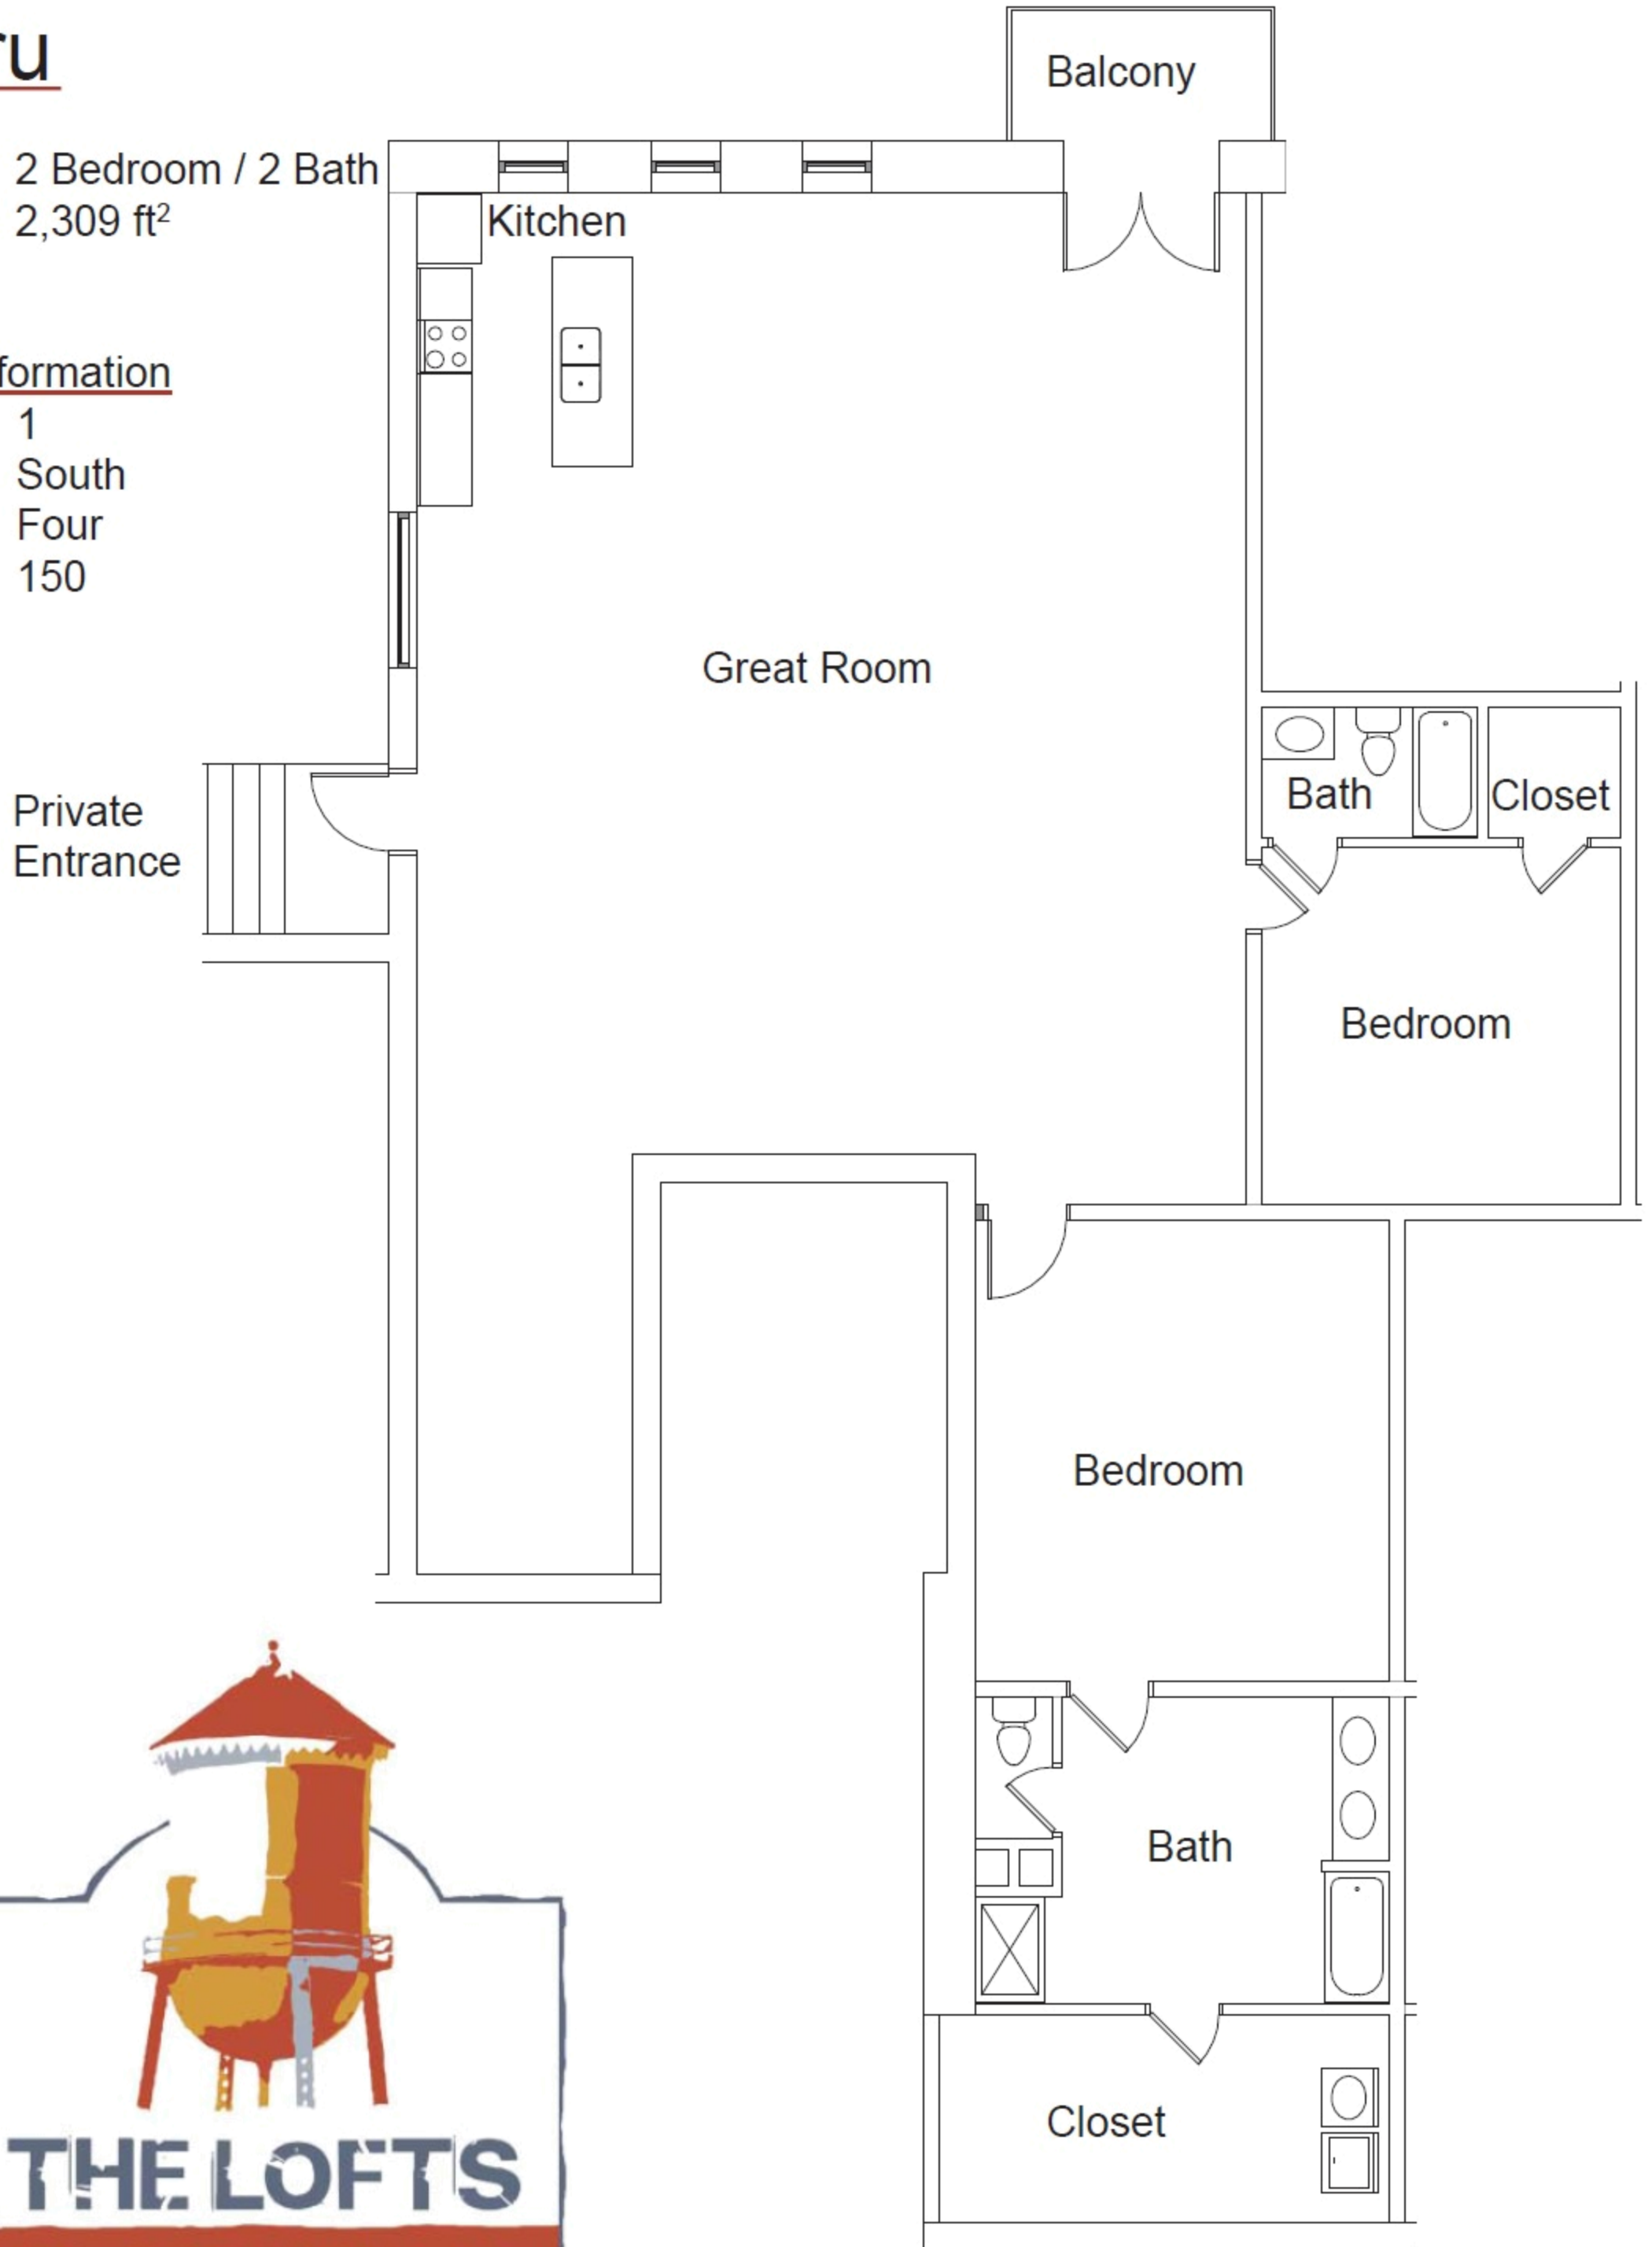 2 Bedroom / 2 Bath
2,309 ft²
formation
1
South
Four
150
Private
Entrance
Balcony
Kitchen
Great Room
Bath
Closet
Bedroom
Bedroom
Bath
Closet
THE LOFTS